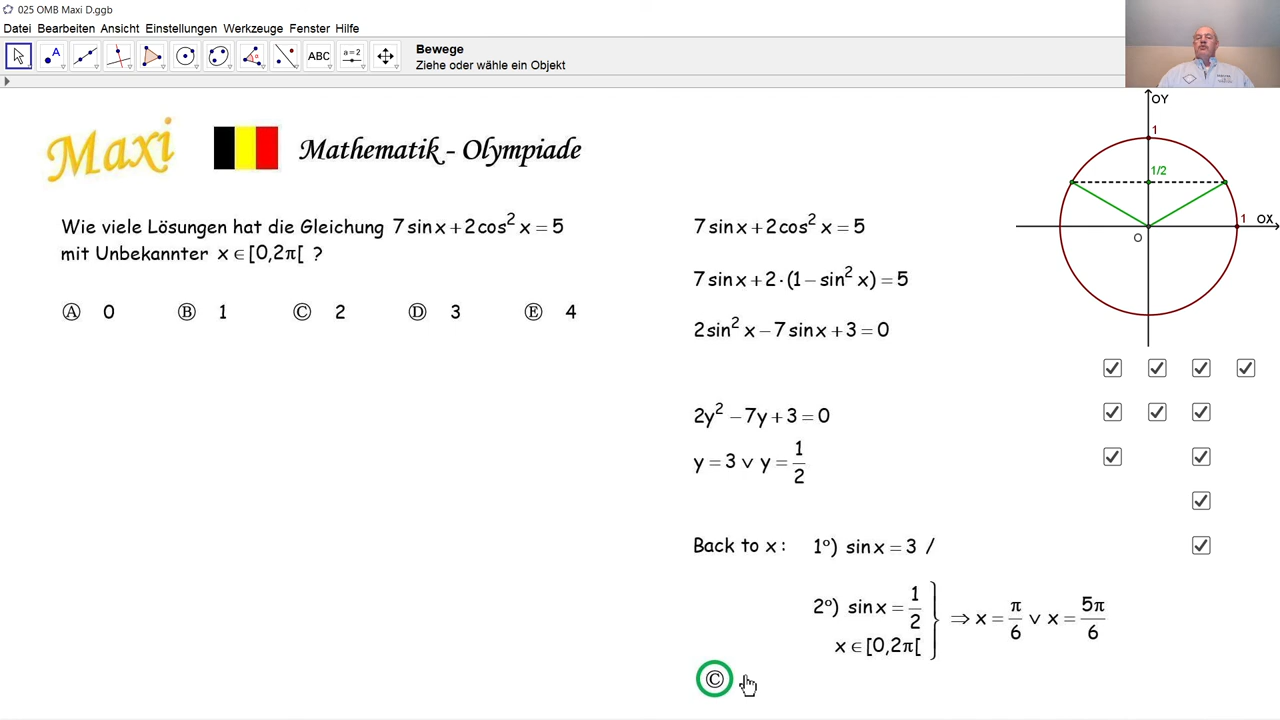 025 OMB Maxi D.ggb
Datei Bearbeiten Ansicht Einstellungen Werkzeuge Fenster Hilfe
A ABC a=2 Bewege
Ziehe oder wähle ein Objekt
Maxi Mathematik - Olympiade
Wie viele Lösungen hat die Gleichung 7 sin x + 2 cos² x = 5
mit Unbekannter x ∈ [0,2π[ ?
Ⓐ 0 Ⓑ 1 Ⓒ 2 Ⓓ 3 Ⓔ 4
7 sin x + 2 cos² x = 5
7 sin x + 2 · (1 – sin² x) = 5
2 sin² x – 7 sin x + 3 = 0
2y² – 7y + 3 = 0
y = 3 ∨ y = 1/2
Back to x : 1º) sin x = 3 /
2º) sin x = 1/2
x ∈ [0,2π[
⇒ x = π/6 ∨ x = 5π/6
Ⓒ
OY
1
1/2
1 OX
O